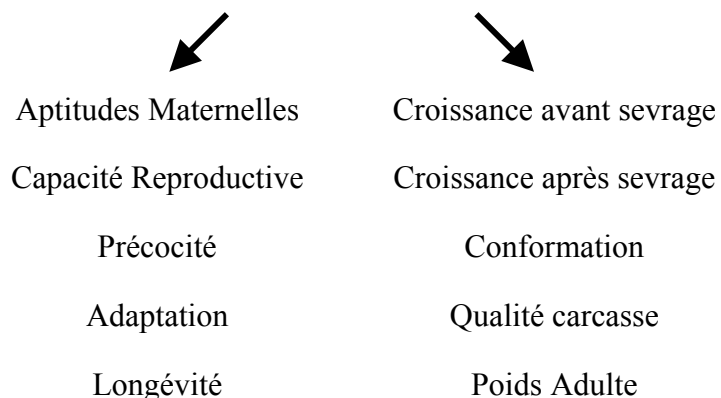 Aptitudes Maternelles
Capacité Reproductive
Précocité
Adaptation
Longévité
Croissance avant sevrage
Croissance après sevrage
Conformation
Qualité carcasse
Poids Adulte